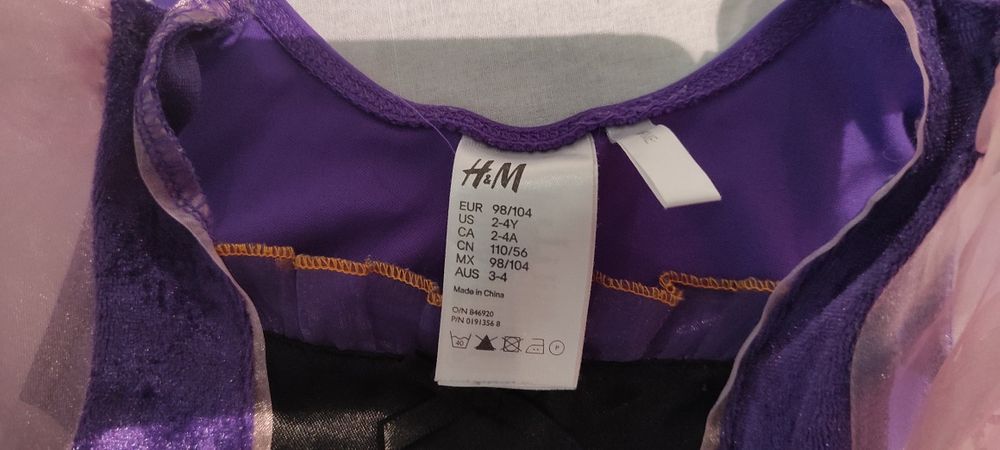 H&M
EUR 98/104
US 2-4Y
CA 2-4A
CN 110/56
MX 98/104
AUS 3-4
Made in China
O/N 846920
P/N 0191356 8
40
P